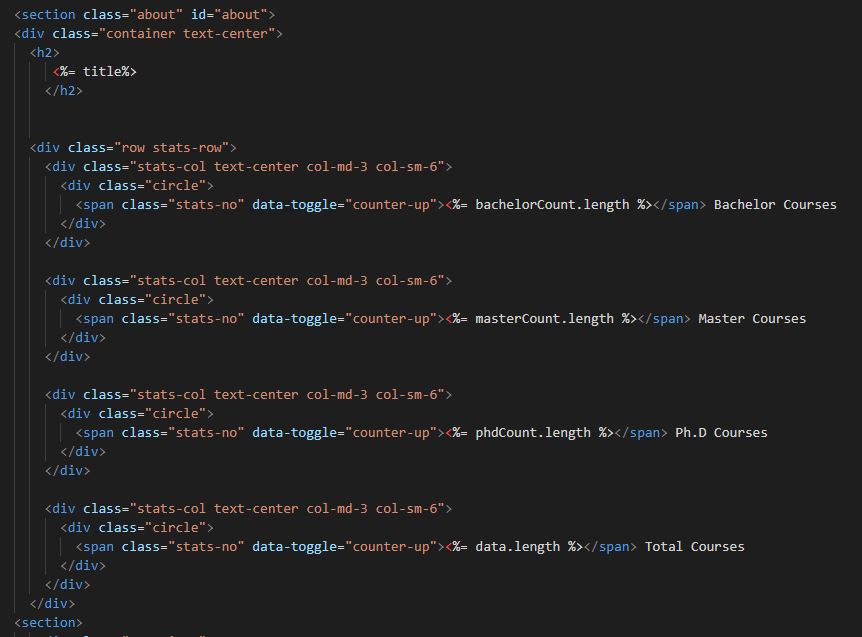 <section class="about" id="about">
<div class="container text-center">
<h2>
<%= title%>
</h2>
<div class="row stats-row">
<div class="stats-col text-center col-md-3 col-sm-6">
<div class="circle">
<span class="stats-no" data-toggle="counter-up"><%= bachelorCount.length %></span> Bachelor Courses
</div>
</div>
<div class="stats-col text-center col-md-3 col-sm-6">
<div class="circle">
<span class="stats-no" data-toggle="counter-up"><%= masterCount.length %></span> Master Courses
</div>
</div>
<div class="stats-col text-center col-md-3 col-sm-6">
<div class="circle">
<span class="stats-no" data-toggle="counter-up"><%= phdCount.length %></span> Ph.D Courses
</div>
</div>
<div class="stats-col text-center col-md-3 col-sm-6">
<div class="circle">
<span class="stats-no" data-toggle="counter-up"><%= data.length %></span> Total Courses
</div>
</div>
</div>
<section>